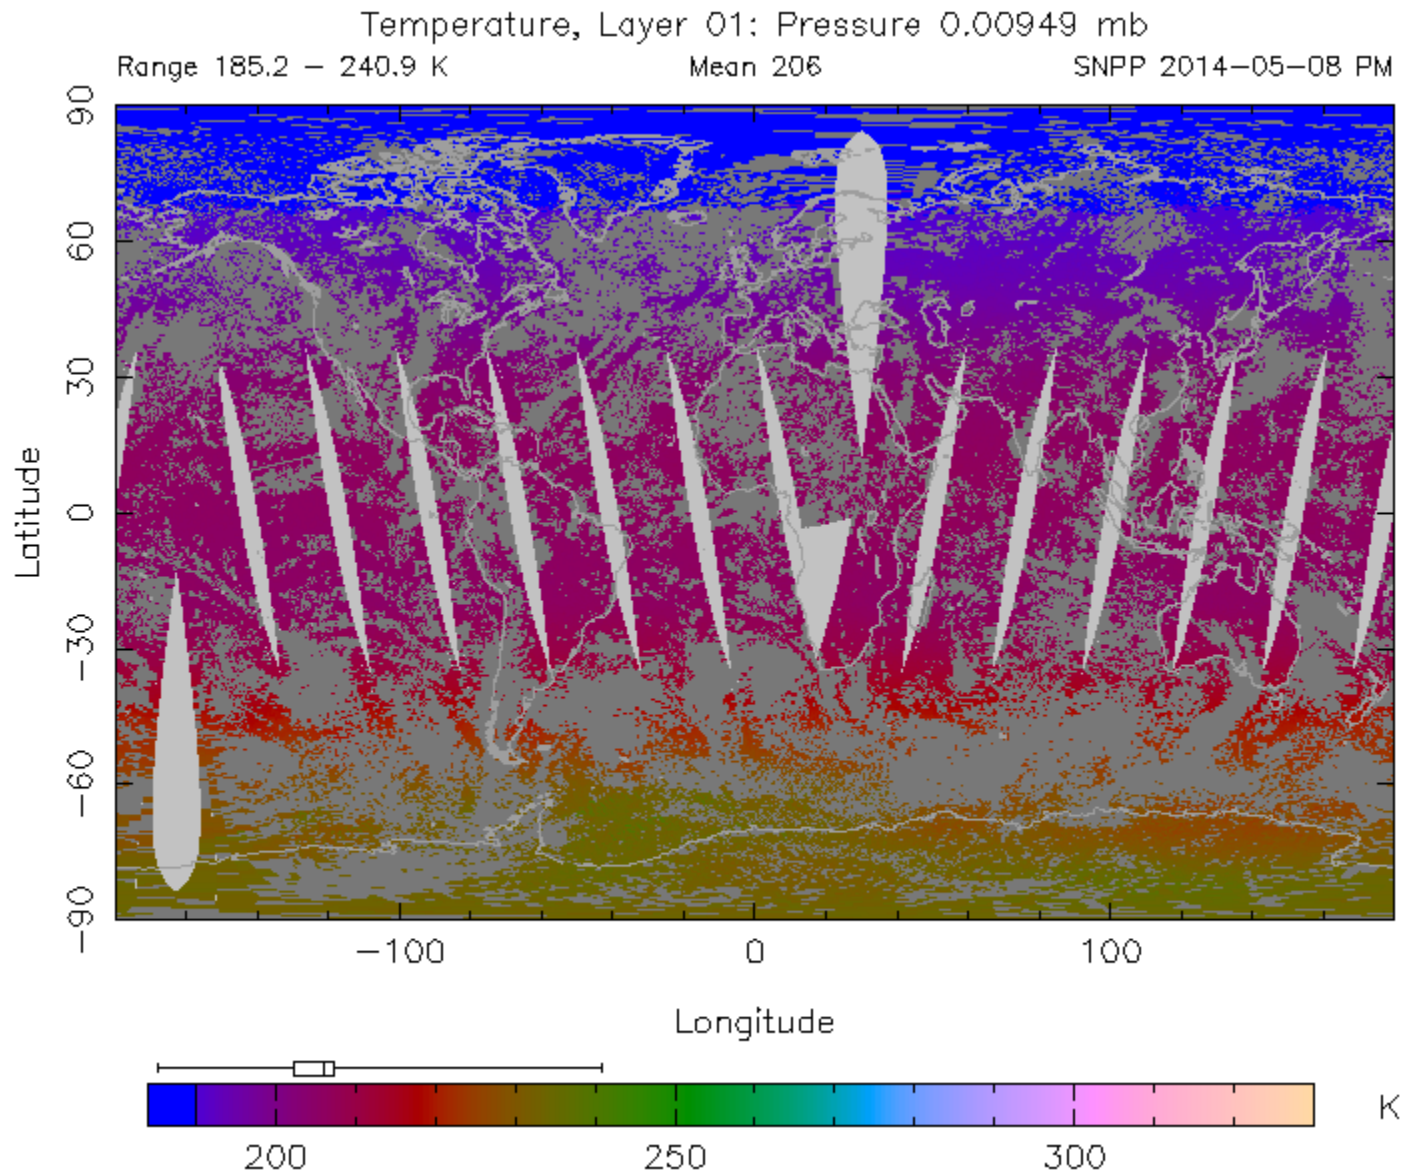 Temperature, Layer 01: Pressure 0.00949 mb
Range 185.2 - 240.9 K Mean 206 SNPP 2014-05-08 PM
90
60
30
0
-30
-60
-90
Latitude
-100 0 100
Longitude
K
200 250 300